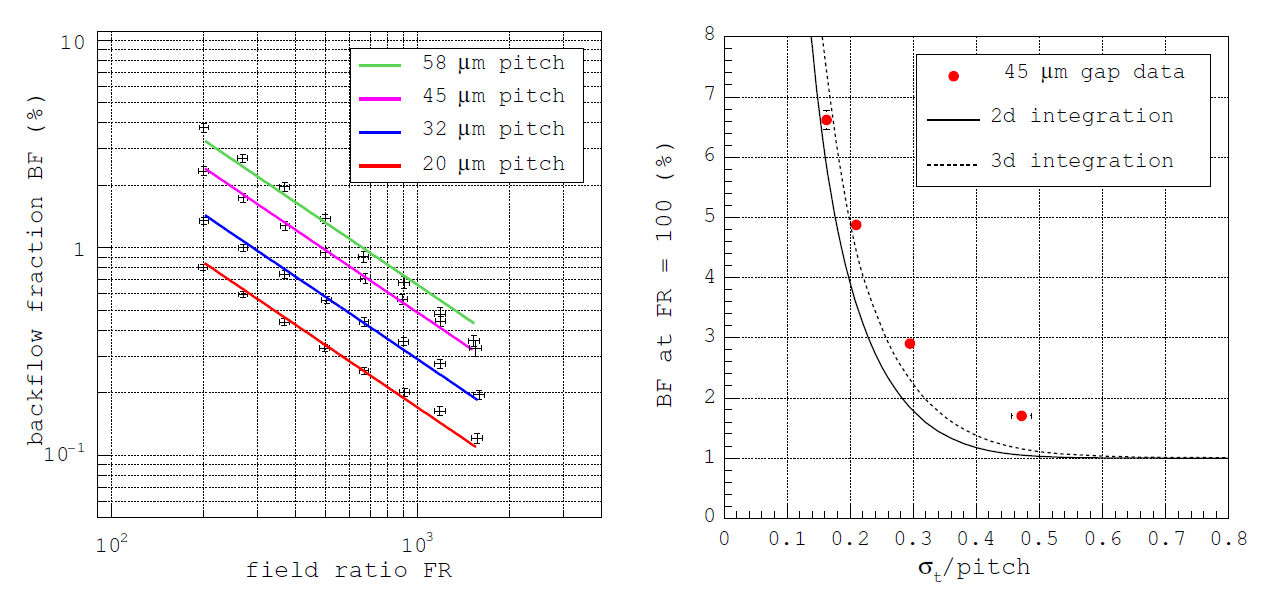 backflow fraction BF (%)
10
1
10⁻¹
58 μm pitch
45 μm pitch
32 μm pitch
20 μm pitch
10²
10³
field ratio FR
BF at FR = 100 (%)
8
7
6
5
4
3
2
1
0
45 μm gap data
2d integration
3d integration
0 0.1 0.2 0.3 0.4 0.5 0.6 0.7 0.8
σₜ/pitch